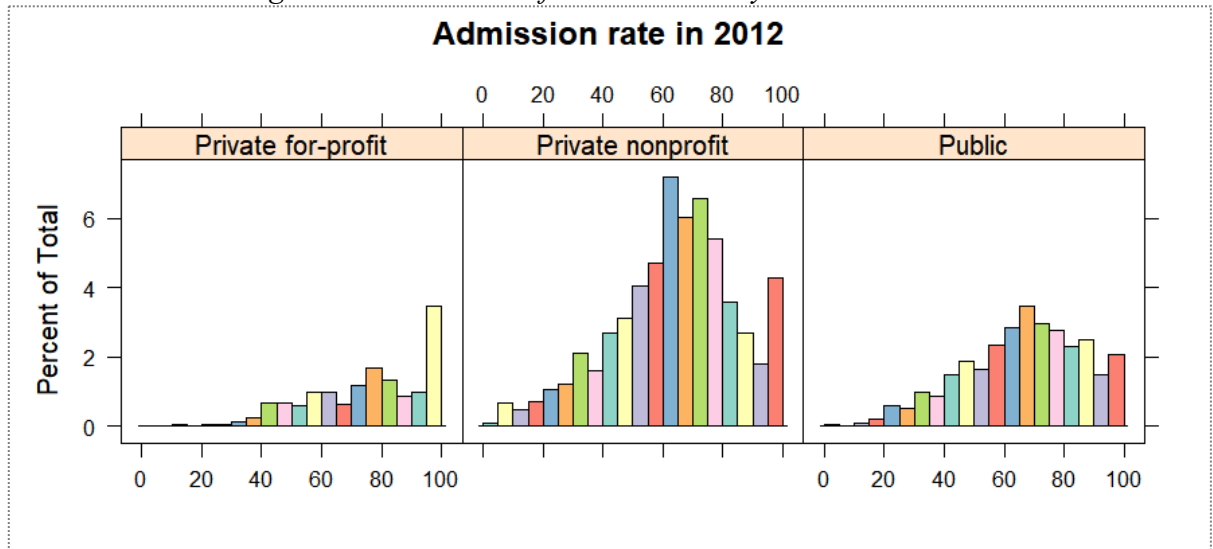 Admission rate in 2012
0 20 40 60 80 100
Private for-profit Private nonprofit Public
Percent of Total
6
4
2
0
0 20 40 60 80 100 0 20 40 60 80 100